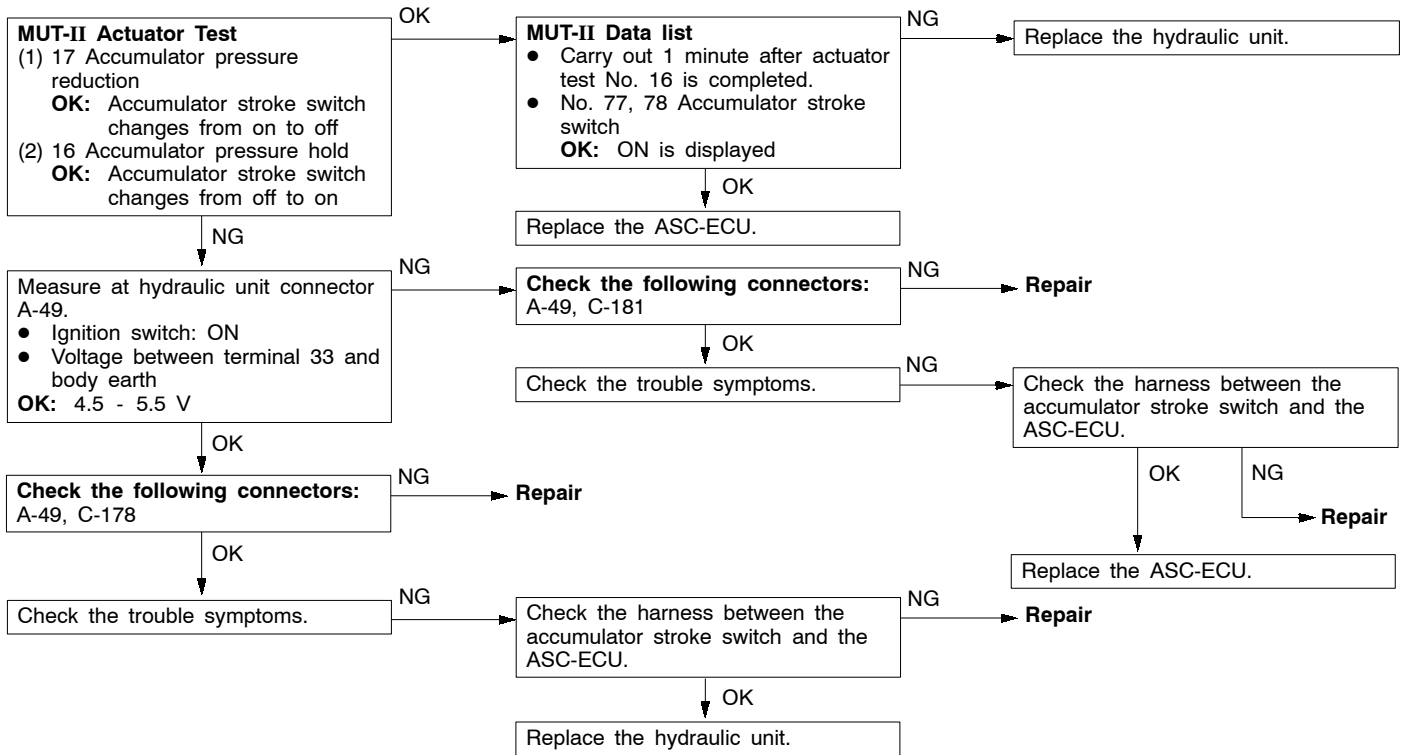 MUT-II Actuator Test
(1) 17 Accumulator pressure
reduction
OK: Accumulator stroke switch
changes from on to off
(2) 16 Accumulator pressure hold
OK: Accumulator stroke switch
changes from off to on
OK
MUT-II Data list
● Carry out 1 minute after actuator
test No. 16 is completed.
● No. 77, 78 Accumulator stroke
switch
OK: ON is displayed
NG
Replace the hydraulic unit.
OK
Replace the ASC-ECU.
NG
Measure at hydraulic unit connector
A-49.
● Ignition switch: ON
● Voltage between terminal 33 and
body earth
OK: 4.5 - 5.5 V
NG
Check the following connectors:
A-49, C-181
NG
Repair
OK
Check the trouble symptoms.
NG
Check the harness between the
accumulator stroke switch and the
ASC-ECU.
OK
NG
Repair
Replace the ASC-ECU.
OK
Check the following connectors:
A-49, C-178
NG
Repair
OK
Check the trouble symptoms.
NG
Check the harness between the
accumulator stroke switch and the
ASC-ECU.
NG
Repair
OK
Replace the hydraulic unit.